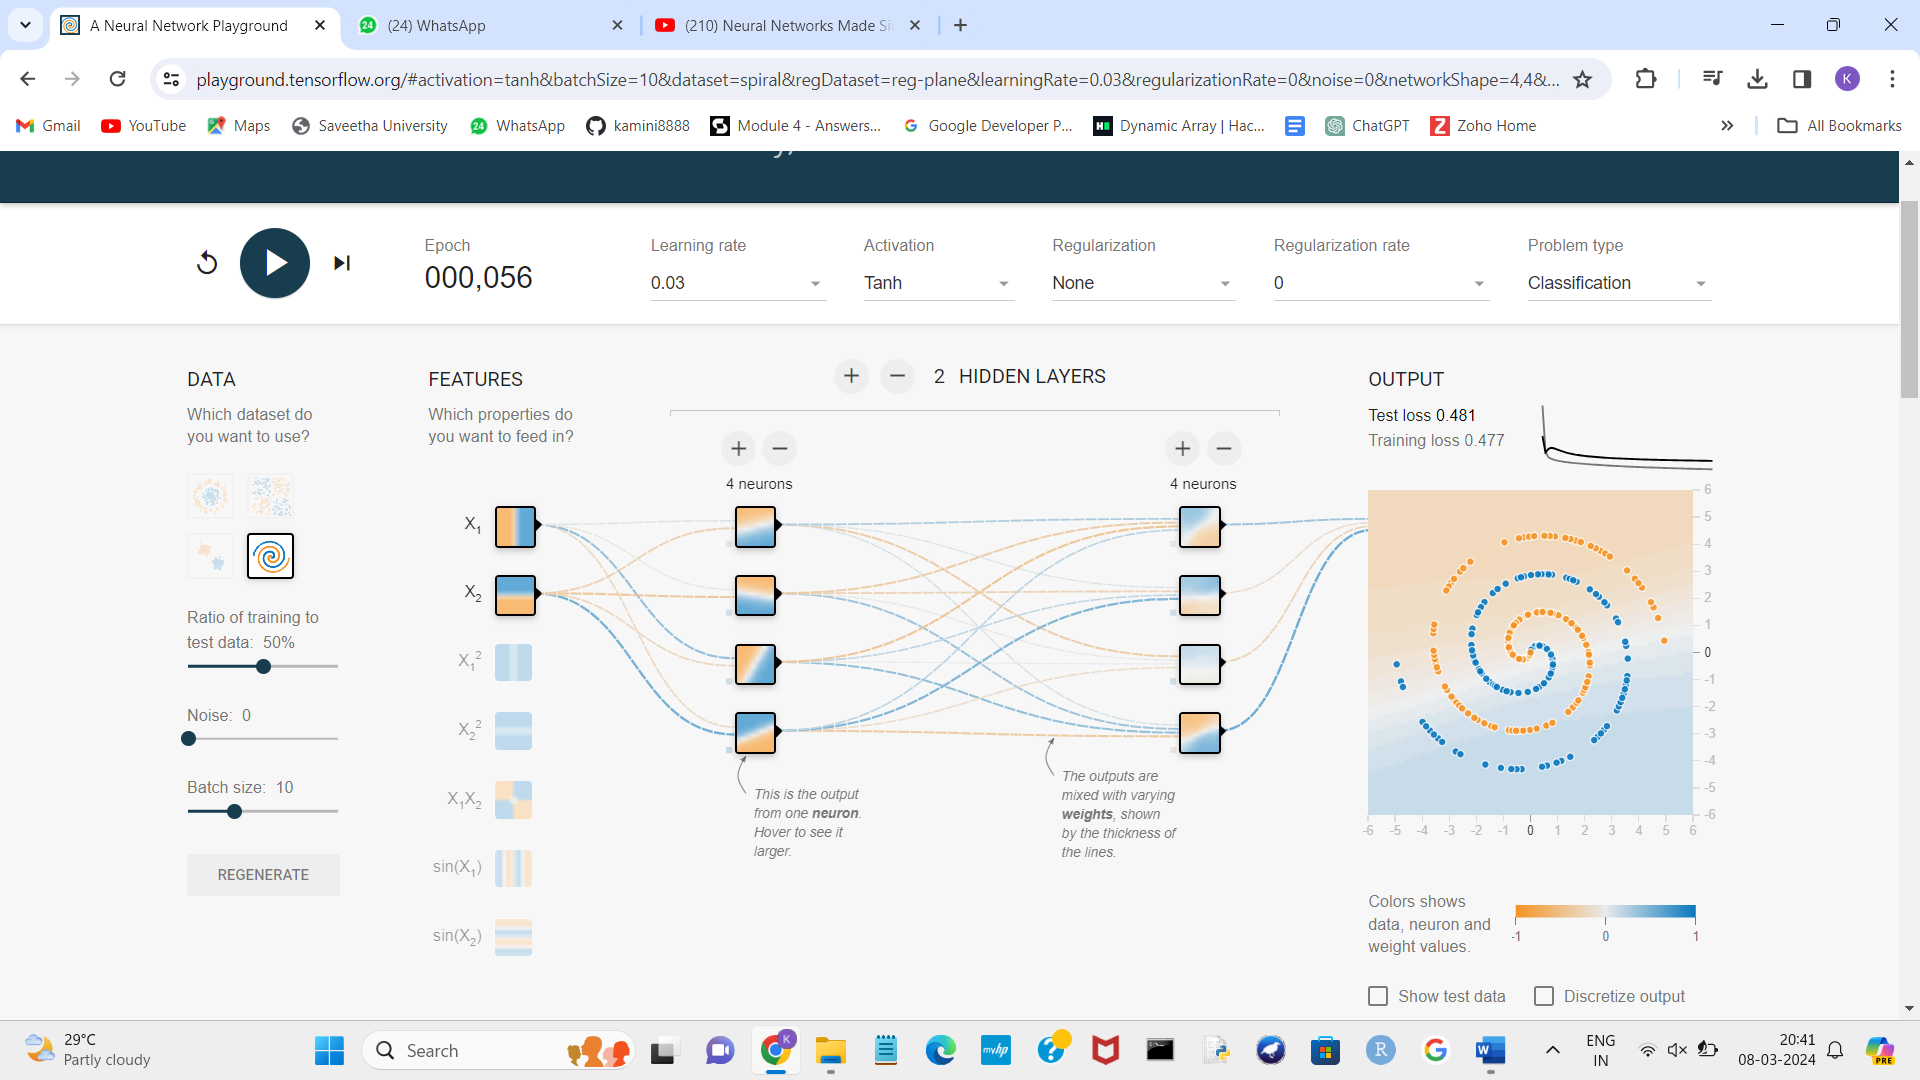 A Neural Network Playground
(24) WhatsApp
(210) Neural Networks Made Si
playground.tensorflow.org/#activation=tanh&batchSize=10&dataset=spiral&regDataset=reg-plane&learningRate=0.03&regularizationRate=0&noise=0&networkShape=4,4&...
K
Gmail
YouTube
Maps
Saveetha University
WhatsApp
kamini8888
Module 4 - Answers...
Google Developer P...
Dynamic Array | Hac...
ChatGPT
Zoho Home
All Bookmarks
Epoch
000,056
Learning rate
0.03
Activation
Tanh
Regularization
None
Regularization rate
0
Problem type
Classification
DATA
Which dataset do
you want to use?
Ratio of training to
test data: 50%
Noise: 0
Batch size: 10
REGENERATE
FEATURES
Which properties do
you want to feed in?
X1
X2
X1²
X2²
X1X2
sin(X1)
sin(X2)
2 HIDDEN LAYERS
4 neurons
4 neurons
This is the output
from one neuron.
Hover to see it
larger.
The outputs are
mixed with varying
weights, shown
by the thickness of
the lines.
OUTPUT
Test loss 0.481
Training loss 0.477
6
5
4
3
2
1
0
-1
-2
-3
-4
-5
-6
-6 -5 -4 -3 -2 -1 0 1 2 3 4 5 6
Colors shows
data, neuron and
weight values.
-1 0 1
Show test data
Discretize output
29°C
Partly cloudy
Search
K
myhp
R
W
ENG
IN
20:41
08-03-2024
PRE